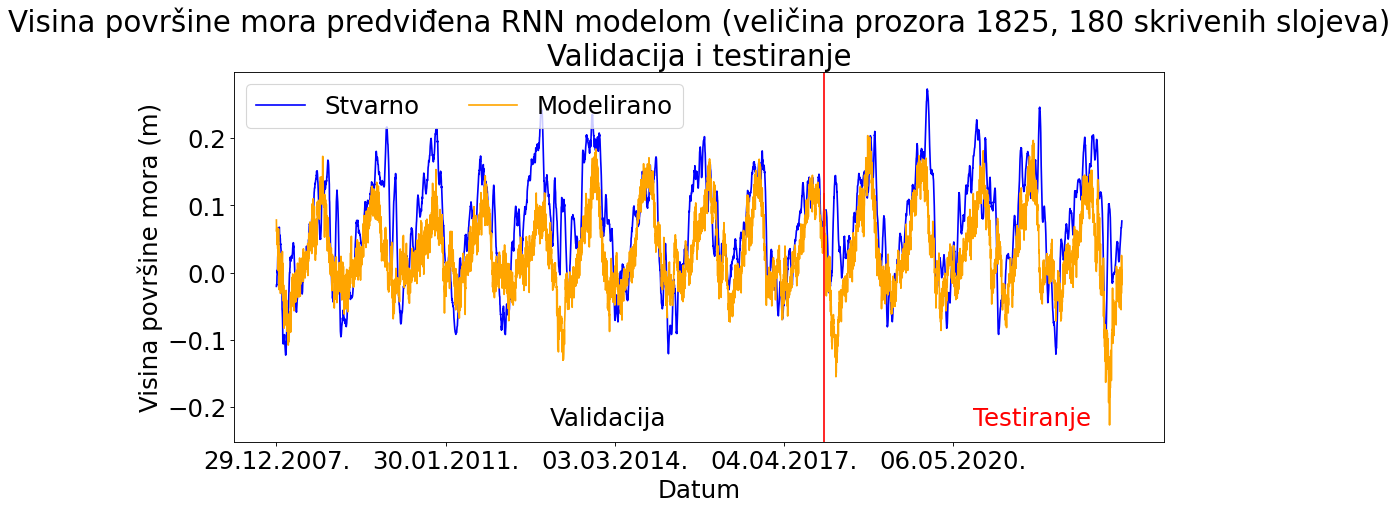 Visina površine mora predviđena RNN modelom (veličina prozora 1825, 180 skrivenih slojeva)
Validacija i testiranje
Stvarno
Modelirano
Visina površine mora (m)
0.2
0.1
0.0
−0.1
−0.2
Validacija
Testiranje
29.12.2007.
30.01.2011.
03.03.2014.
04.04.2017.
06.05.2020.
Datum